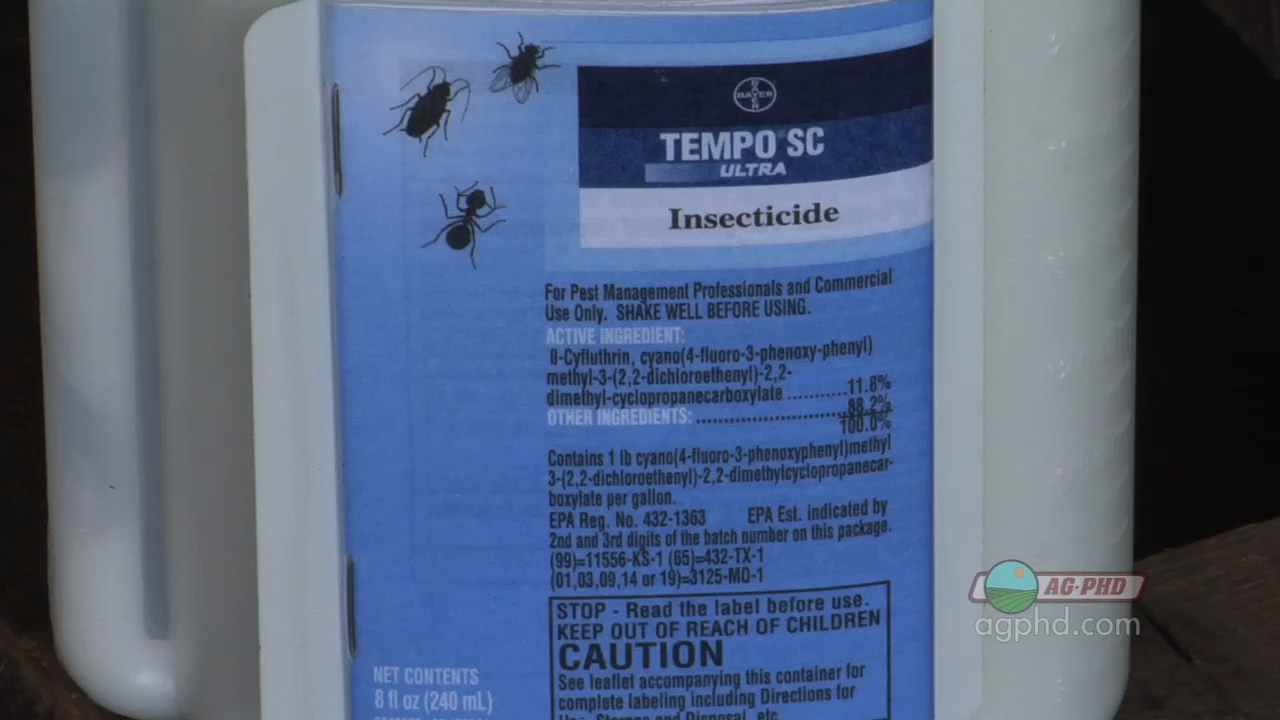 BAYER
BAYER
TEMPO SC
ULTRA
Insecticide
For Pest Management Professionals and Commercial
Use Only. SHAKE WELL BEFORE USING.
ACTIVE INGREDIENT:
β-Cyfluthrin, cyano(4-fluoro-3-phenoxy-phenyl)
methyl-3-(2,2-dichloroethenyl)-2,2-
dimethyl-cyclopropanecarboxylate ...........11.8%
OTHER INGREDIENTS: ............................88.2%
100.0%
Contains 1 lb cyano(4-fluoro-3-phenoxyphenyl)methyl
3-(2,2-dichloroethenyl)-2,2-dimethylcyclopropanecar-
boxylate per gallon.
EPA Reg. No. 432-1363 EPA Est. indicated by
2nd and 3rd digits of the batch number on this package.
(99)=11556-KS-1 (65)=432-TX-1
(01,03,09,14 or 19)=3125-MO-1
STOP - Read the label before use.
KEEP OUT OF REACH OF CHILDREN
CAUTION
See leaflet accompanying this container for
complete labeling including Directions for
Use, Storage and Disposal, etc.
NET CONTENTS
8 fl oz (240 mL)
AG-PHD
agphd.com